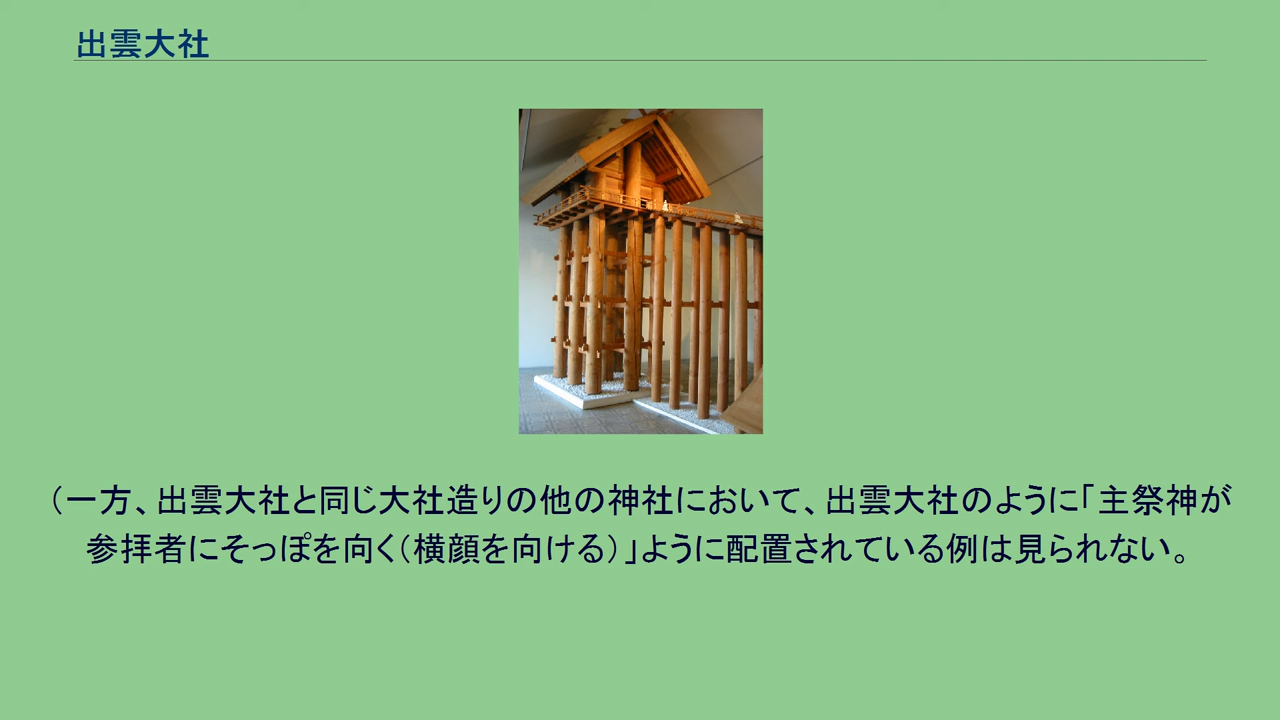 出雲大社
（一方、出雲大社と同じ大社造りの他の神社において、出雲大社のように「主祭神が
参拝者にそっぽを向く（横顔を向ける）」ように配置されている例は見られない。